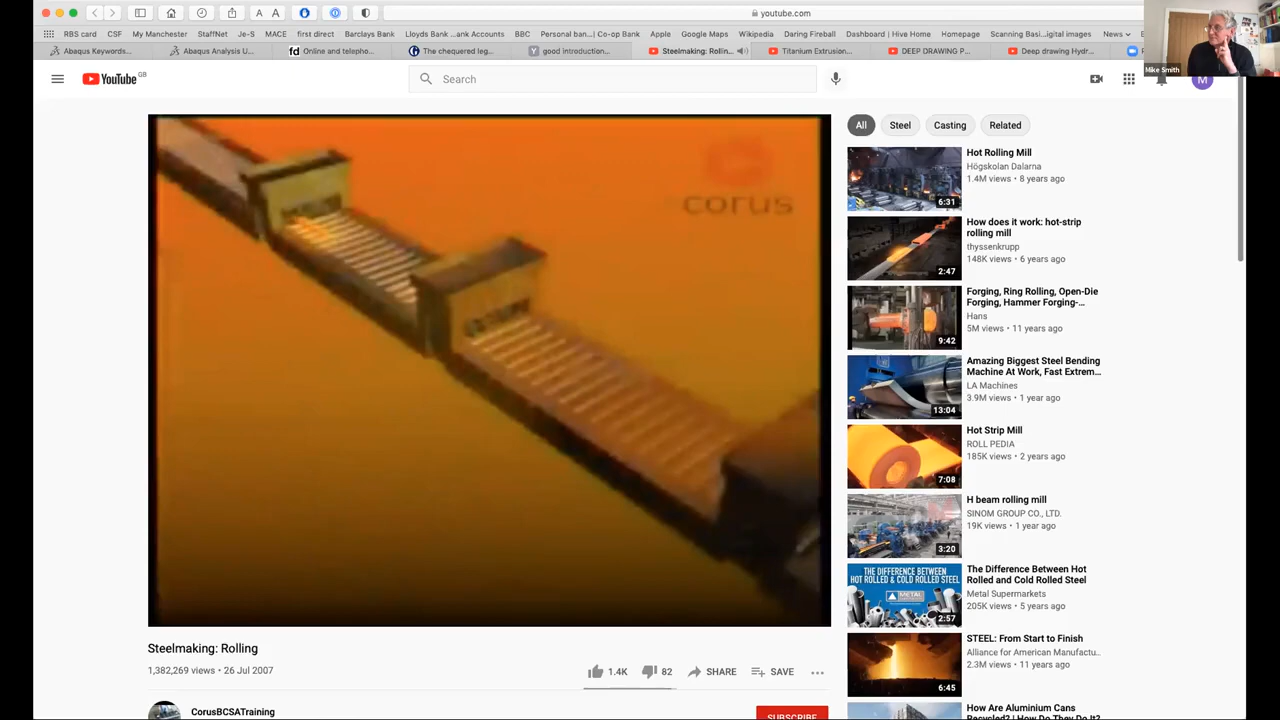 youtube.com
RBS card CSF My Manchester StaffNet Je-S MACE first direct Barclays Bank Lloyds Bank ...ank Accounts BBC Personal ban...| Co-op Bank Apple Google Maps Wikipedia Daring Fireball Dashboard | Hive Home Homepage Scanning Basi...igital images News
Abaqus Keywords... Abaqus Analysis U... Online and telepho... The chequered leg... good introduction... Steelmaking: Rollin... Titanium Extrusion... DEEP DRAWING P... Deep drawing Hydr...
Mike Smith
YouTube GB
Search
M
corus
All Steel Casting Related
Hot Rolling Mill
Högskolan Dalarna
1.4M views • 8 years ago
6:31
How does it work: hot-strip
rolling mill
thyssenkrupp
148K views • 6 years ago
2:47
Forging, Ring Rolling, Open-Die
Forging, Hammer Forging-...
Hans
5M views • 11 years ago
9:42
Amazing Biggest Steel Bending
Machine At Work, Fast Extrem...
LA Machines
3.9M views • 1 year ago
13:04
Hot Strip Mill
ROLL PEDIA
185K views • 2 years ago
7:08
H beam rolling mill
SINOM GROUP CO., LTD.
19K views • 1 year ago
3:20
THE DIFFERENCE BETWEEN
HOT ROLLED & COLD ROLLED STEEL
METAL
2:57
The Difference Between Hot
Rolled and Cold Rolled Steel
Metal Supermarkets
205K views • 5 years ago
STEEL: From Start to Finish
Alliance for American Manufactu...
2.3M views • 11 years ago
6:45
How Are Aluminium Cans
Recycled? | How Do They Do It?
Steelmaking: Rolling
1,382,269 views • 26 Jul 2007
1.4K 82 SHARE SAVE
CorusBCSATraining
SUBSCRIBE